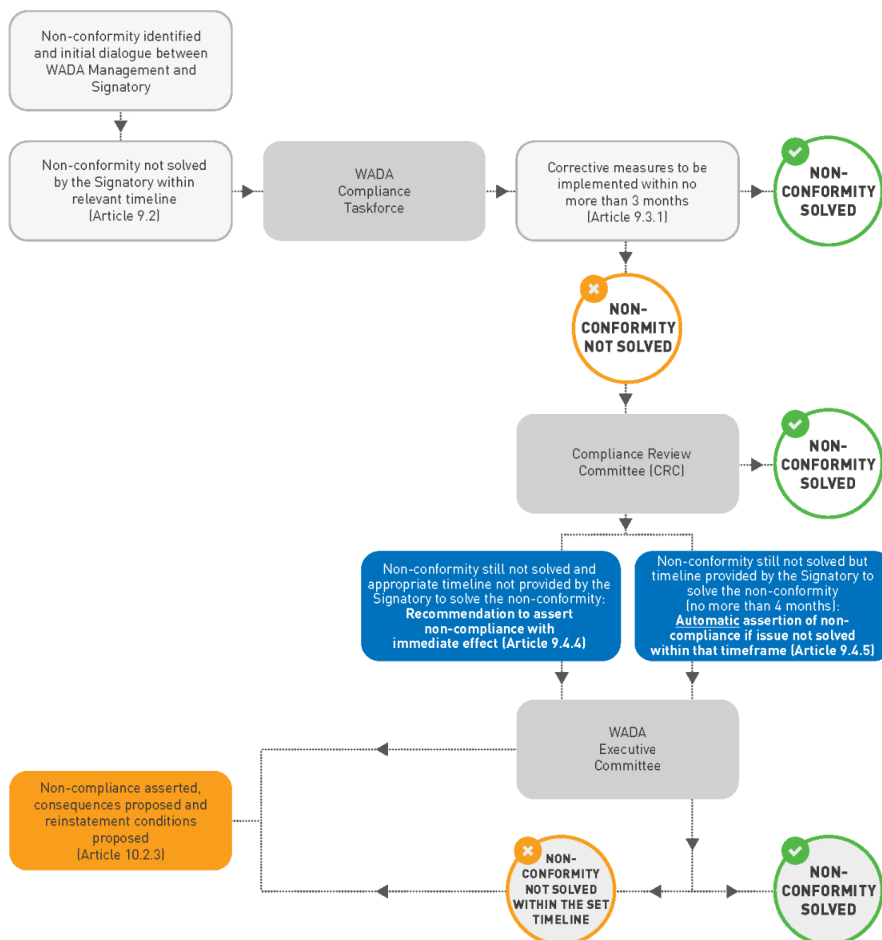 Non-conformity identified
and initial dialogue between
WADA Management and
Signatory
Non-conformity not solved
by the Signatory within
relevant timeline
(Article 9.2)
WADA
Compliance
Taskforce
Corrective measures to be
implemented within no
more than 3 months
(Article 9.3.1)
NON-
CONFORMITY
SOLVED
NON-
CONFORMITY
NOT SOLVED
Compliance Review
Committee (CRC)
NON-
CONFORMITY
SOLVED
Non-conformity still not solved and
appropriate timeline not provided by the
Signatory to solve the non-conformity:
Recommendation to assert
non-compliance with
immediate effect (Article 9.4.4)
Non-conformity still not solved but
timeline provided by the Signatory to
solve the non-conformity
(no more than 4 months):
Automatic assertion of non-
compliance if issue not solved
within that timeframe (Article 9.4.5)
WADA
Executive
Committee
Non-compliance asserted,
consequences proposed and
reinstatement conditions
proposed
(Article 10.2.3)
NON-
CONFORMITY
NOT SOLVED
WITHIN THE SET
TIMELINE
NON-
CONFORMITY
SOLVED